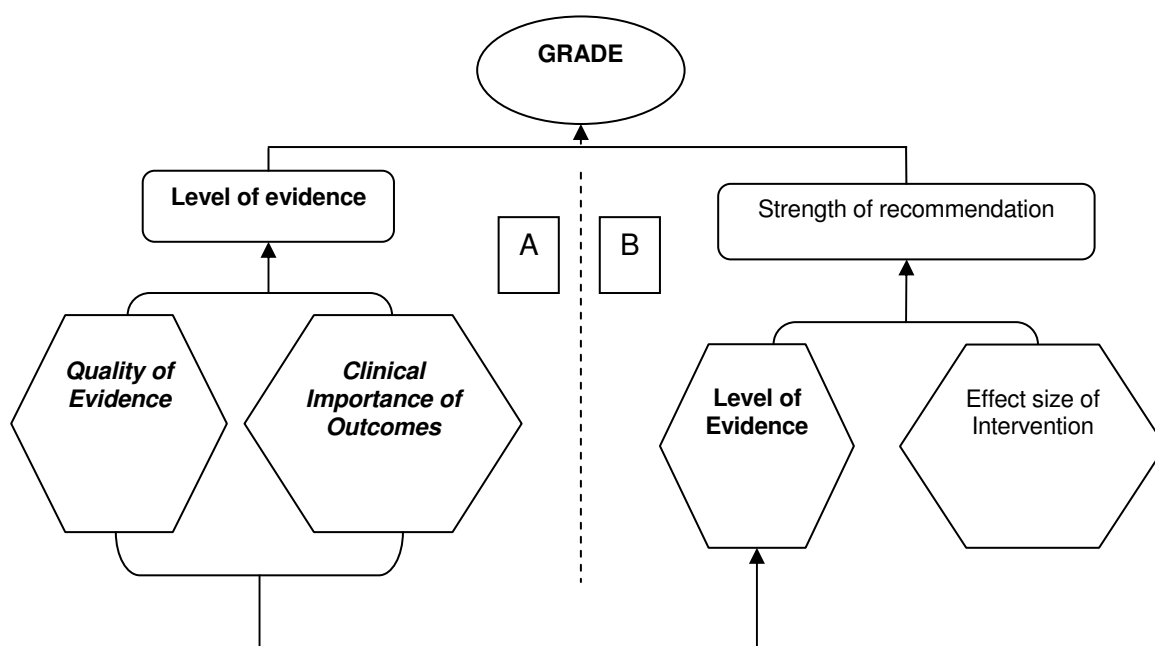 GRADE
Level of evidence
Strength of recommendation
A
B
Quality of
Evidence
Clinical
Importance of
Outcomes
Level of
Evidence
Effect size of
Intervention